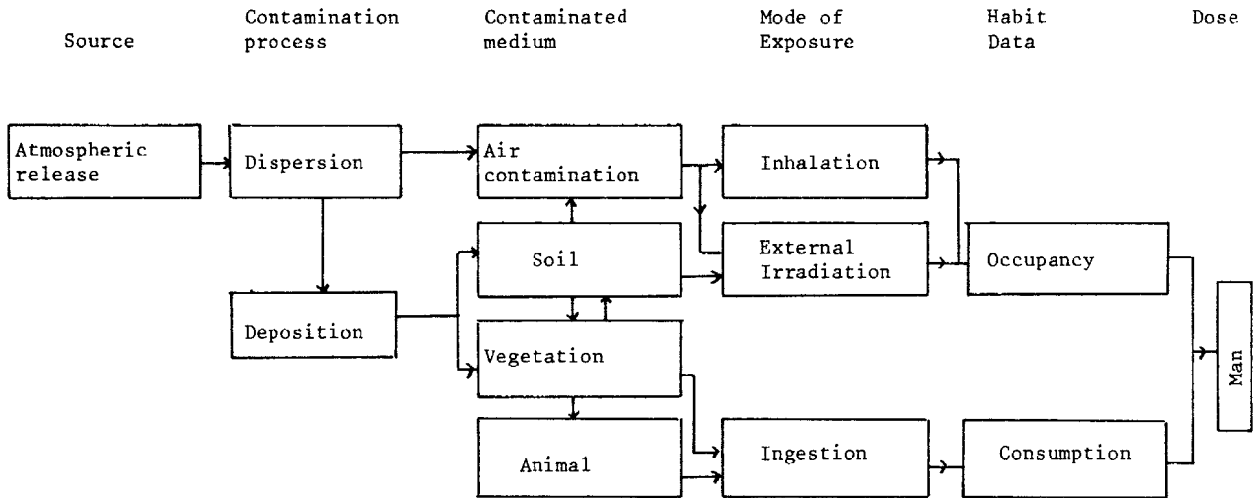 Source
Contamination
process
Contaminated
medium
Mode of
Exposure
Habit
Data
Dose
Atmospheric
release
Dispersion
Air
contamination
Inhalation
Soil
External
Irradiation
Occupancy
Deposition
Vegetation
Man
Animal
Ingestion
Consumption